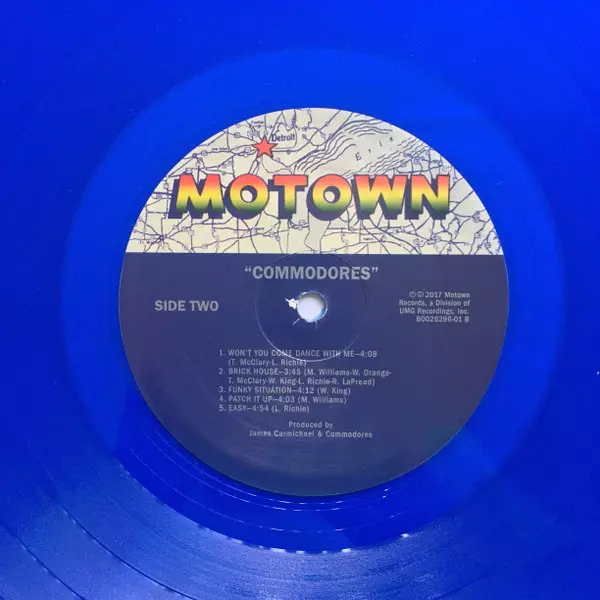 Detroit
Erie
MOTOWN
"COMMODORES"
SIDE TWO
℗© 2017 Motown
Records, a Division of
UMG Recordings, Inc.
B0026396-01 B
1. WON'T YOU COME DANCE WITH ME—4:08
(T. McClary-L. Richie)
2. BRICK HOUSE—3:45 (M. Williams-W. Orange-
T. McClary-W. King-L. Richie-R. LaPread)
3. FUNKY SITUATION—4:12 (W. King)
4. PATCH IT UP—4:03 (M. Williams)
5. EASY—4:54 (L. Richie)
Produced by
James Carmichael & Commodores